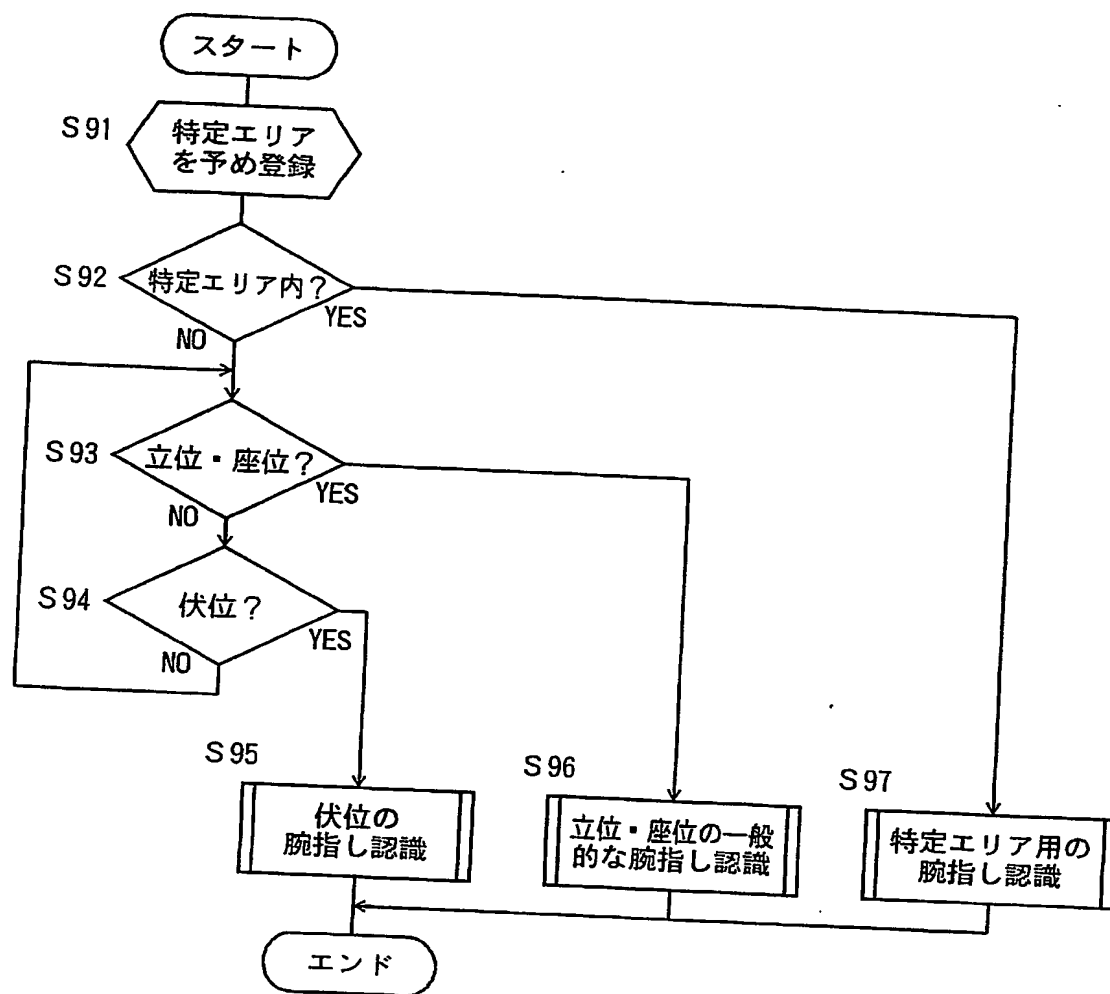 スタート
S91
特定エリア
を予め登録
S92
特定エリア内?
NO
YES
S93
立位・座位?
NO
YES
S94
伏位?
NO
YES
S95
伏位の
腕指し認識
S96
立位・座位の一般
的な腕指し認識
S97
特定エリア用の
腕指し認識
エンド